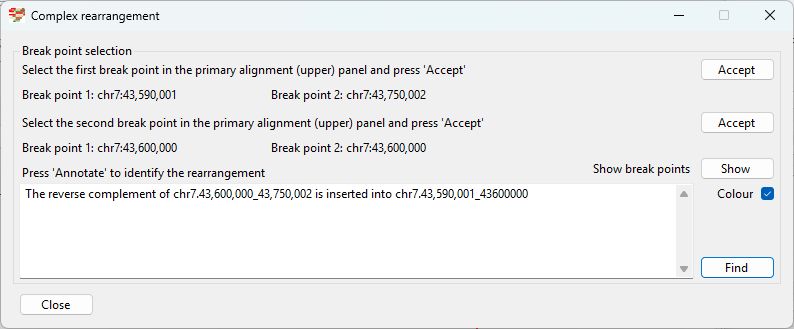 Complex rearrangement
Break point selection
Select the first break point in the primary alignment (upper) panel and press 'Accept'
Accept
Break point 1: chr7:43,590,001 Break point 2: chr7:43,750,002
Select the second break point in the primary alignment (upper) panel and press 'Accept'
Accept
Break point 1: chr7:43,600,000 Break point 2: chr7:43,600,000
Press 'Annotate' to identify the rearrangement
Show break points Show
The reverse complement of chr7.43,600,000_43,750,002 is inserted into chr7.43,590,001_43600000
Colour
Find
Close